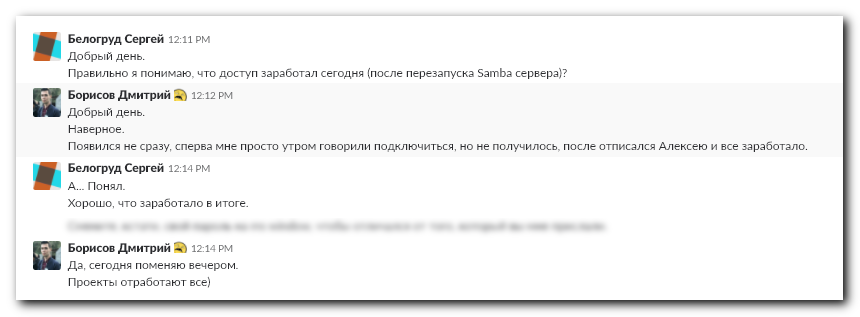 Белогруд Сергей 12:11 PM
Добрый день.
Правильно я понимаю, что доступ заработал сегодня (после перезапуска Samba сервера)?
Борисов Дмитрий 12:12 PM
Добрый день.
Наверное.
Появился не сразу, сперва мне просто утром говорили подключиться, но не получилось, после отписался Алексею и все заработало.
Белогруд Сергей 12:14 PM
А... Понял.
Хорошо, что заработало в итоге.
Борисов Дмитрий 12:14 PM
Да, сегодня поменяю вечером.
Проекты отработают все)